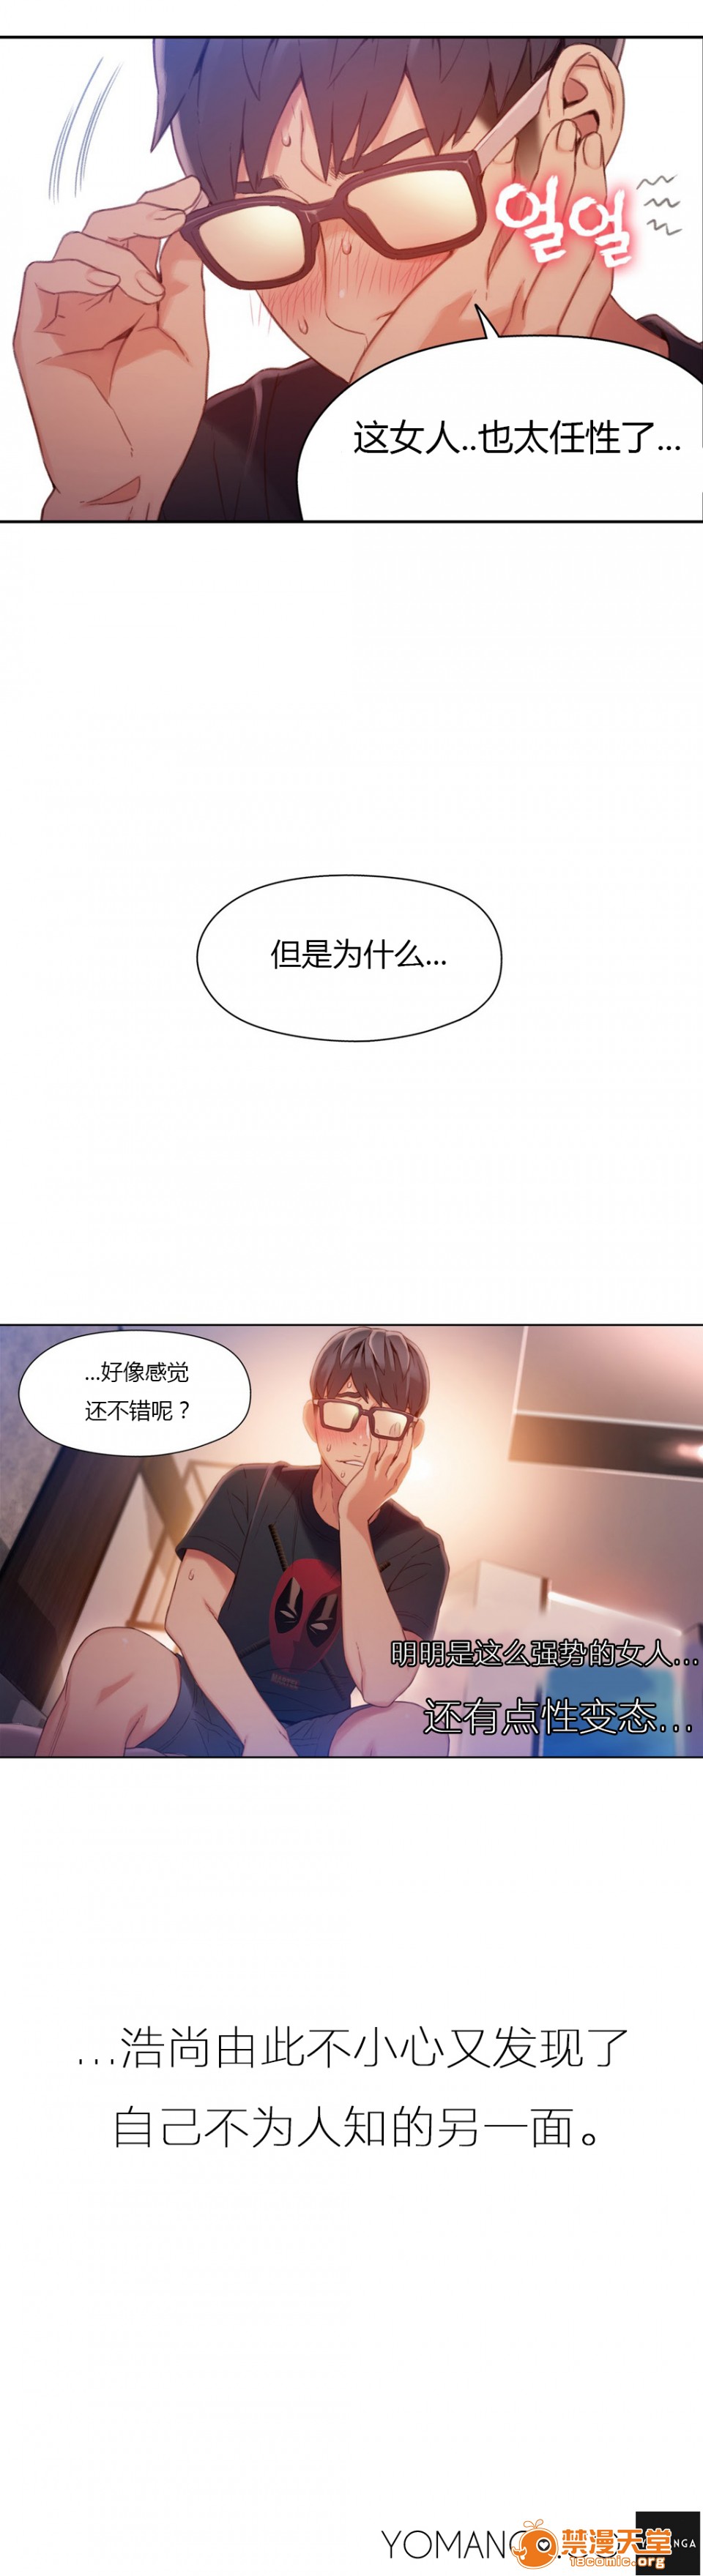 얼얼
这女人..也太任性了...
但是为什么...
...好像感觉
还不错呢？
明明是这么强势的女人...
还有点性变态...
...浩尚由此不小心又发现了
自己不为人知的另一面。
YOMANG
NGA
禁漫天堂
18comic.org